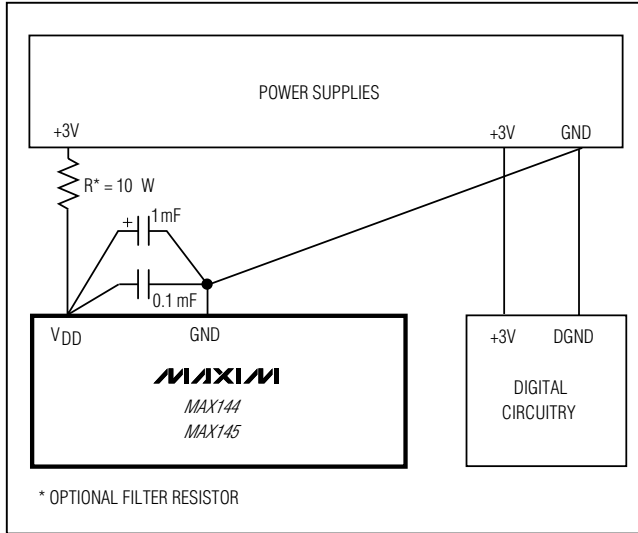 POWER SUPPLIES
+3V +3V GND
R* = 10 W
+ 1mF
0.1 mF
VDD GND +3V DGND
MAXIM
MAX144
MAX145
DIGITAL
CIRCUITRY
* OPTIONAL FILTER RESISTOR